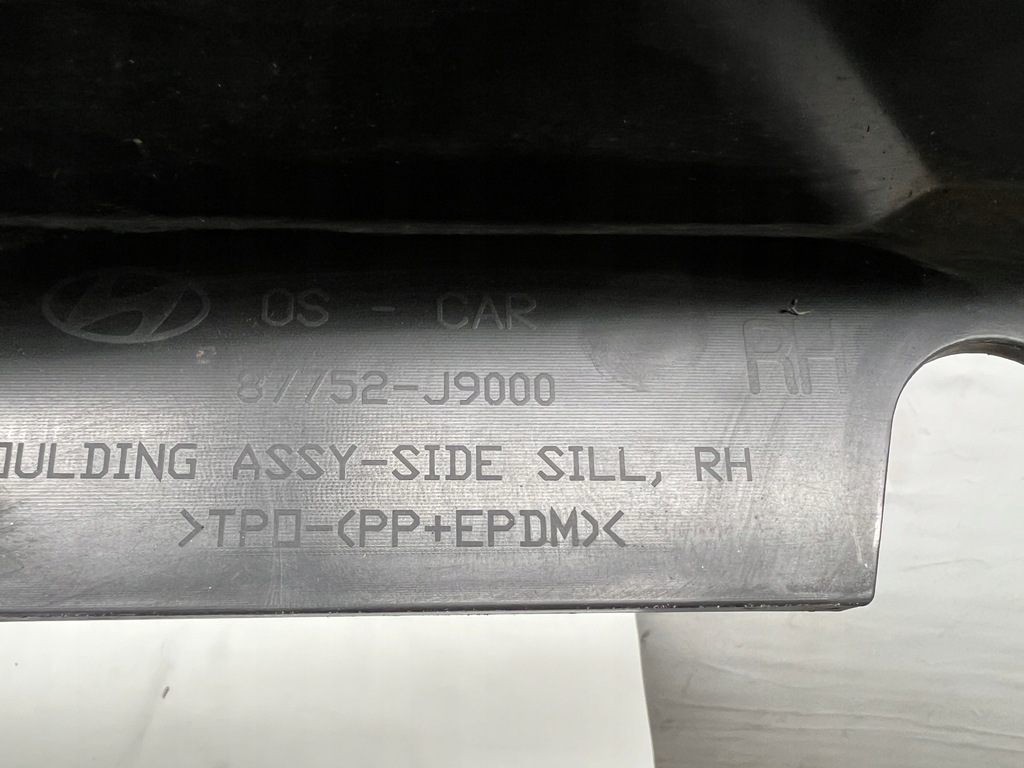 OS - CAR
RH
87752-J9000
OULDING ASSY-SIDE SILL, RH
>TPO-(PP+EPDM)<